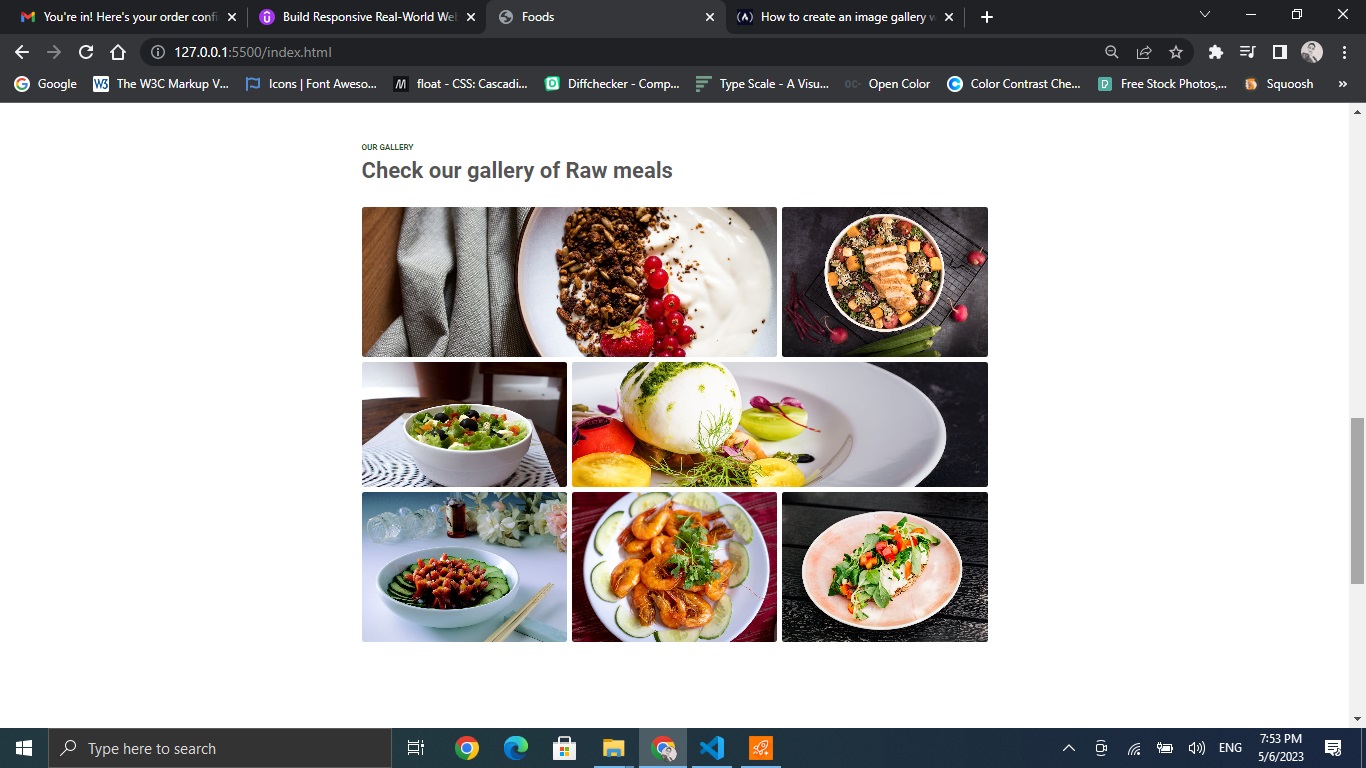 You're in! Here's your order confi
Build Responsive Real-World Web
Foods
How to create an image gallery w
127.0.0.1:5500/index.html
Google
The W3C Markup V...
Icons | Font Aweso...
float - CSS: Cascadi...
Diffchecker - Comp...
Type Scale - A Visu...
Open Color
Color Contrast Che...
Free Stock Photos,...
Squoosh
»
OUR GALLERY
Check our gallery of Raw meals
Type here to search
ENG
7:53 PM
5/6/2023